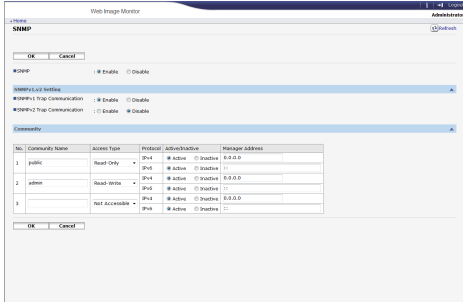 Logout
Web Image Monitor
Administrator
Home
SNMP
Refresh
OK Cancel
SNMP : Enable Disable
SNMPv1,v2 Setting
SNMPv1 Trap Communication : Enable Disable
SNMPv2 Trap Communication : Enable Disable
Community
No. Community Name Access Type Protocol Active/Inactive Manager Address
1 public Read-Only IPv4 Active Inactive 0.0.0.0
IPv6 Active Inactive ::
2 admin Read-Write IPv4 Active Inactive 0.0.0.0
IPv6 Active Inactive ::
3 Not Accessible IPv4 Active Inactive 0.0.0.0
IPv6 Active Inactive ::
OK Cancel